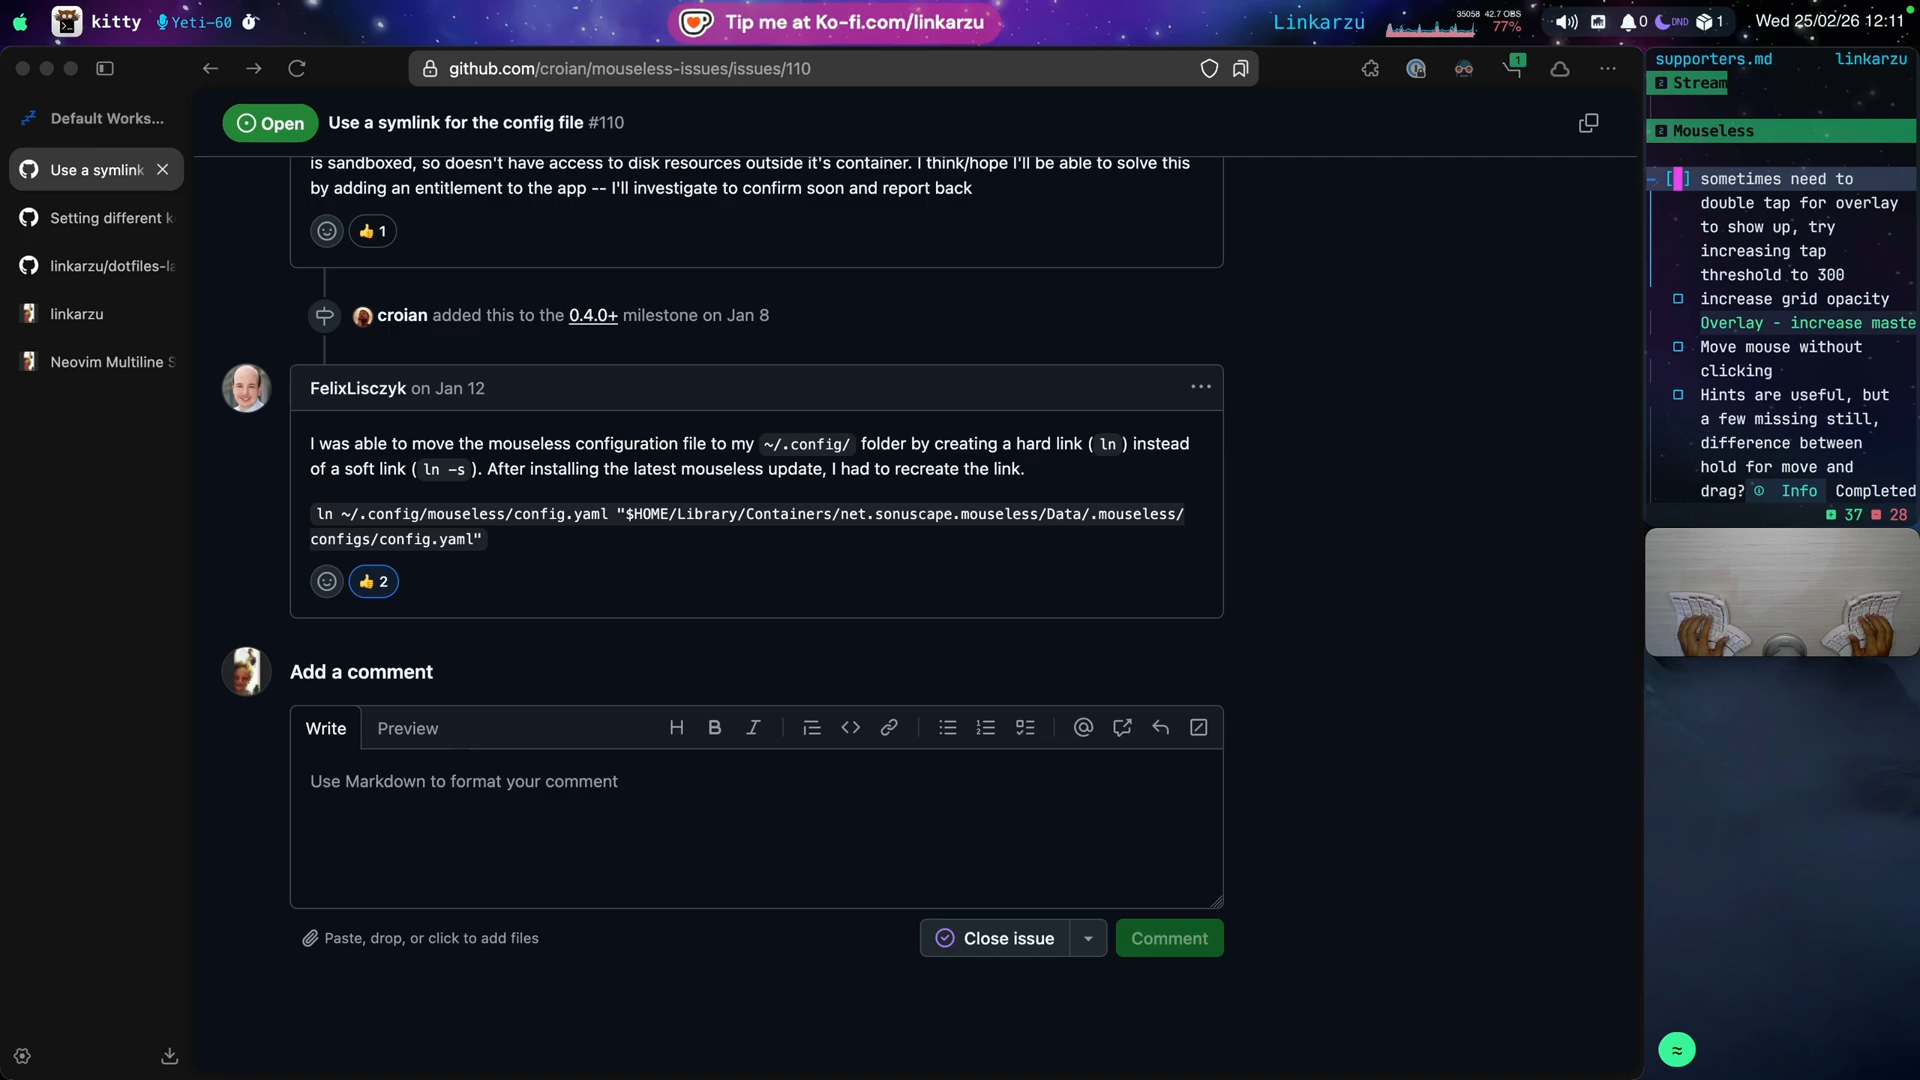 kitty
Yeti-60
Tip me at Ko-fi.com/linkarzu
Linkarzu
35058 42.7 OBS
77%
0
DND
1
Wed 25/02/26 12:11
github.com/croian/mouseless-issues/issues/110
1
Default Works...
Use a symlink
Setting different k
linkarzu/dotfiles-la
linkarzu
Neovim Multiline S
Open
Use a symlink for the config file #110
is sandboxed, so doesn't have access to disk resources outside it's container. I think/hope I'll be able to solve this
by adding an entitlement to the app -- I'll investigate to confirm soon and report back
👍 1
croian added this to the 0.4.0+ milestone on Jan 8
FelixLisczyk on Jan 12
I was able to move the mouseless configuration file to my ~/.config/ folder by creating a hard link ( ln ) instead
of a soft link ( ln -s ). After installing the latest mouseless update, I had to recreate the link.
ln ~/.config/mouseless/config.yaml "$HOME/Library/Containers/net.sonuscape.mouseless/Data/.mouseless/
configs/config.yaml"
👍 2
Add a comment
Write
Preview
Use Markdown to format your comment
Paste, drop, or click to add files
Close issue
Comment
supporters.md
linkarzu
2 Stream
2 Mouseless
[ ] sometimes need to
double tap for overlay
to show up, try
increasing tap
threshold to 300
increase grid opacity
Overlay - increase maste
Move mouse without
clicking
Hints are useful, but
a few missing still,
difference between
hold for move and
drag? Info Completed
37 28